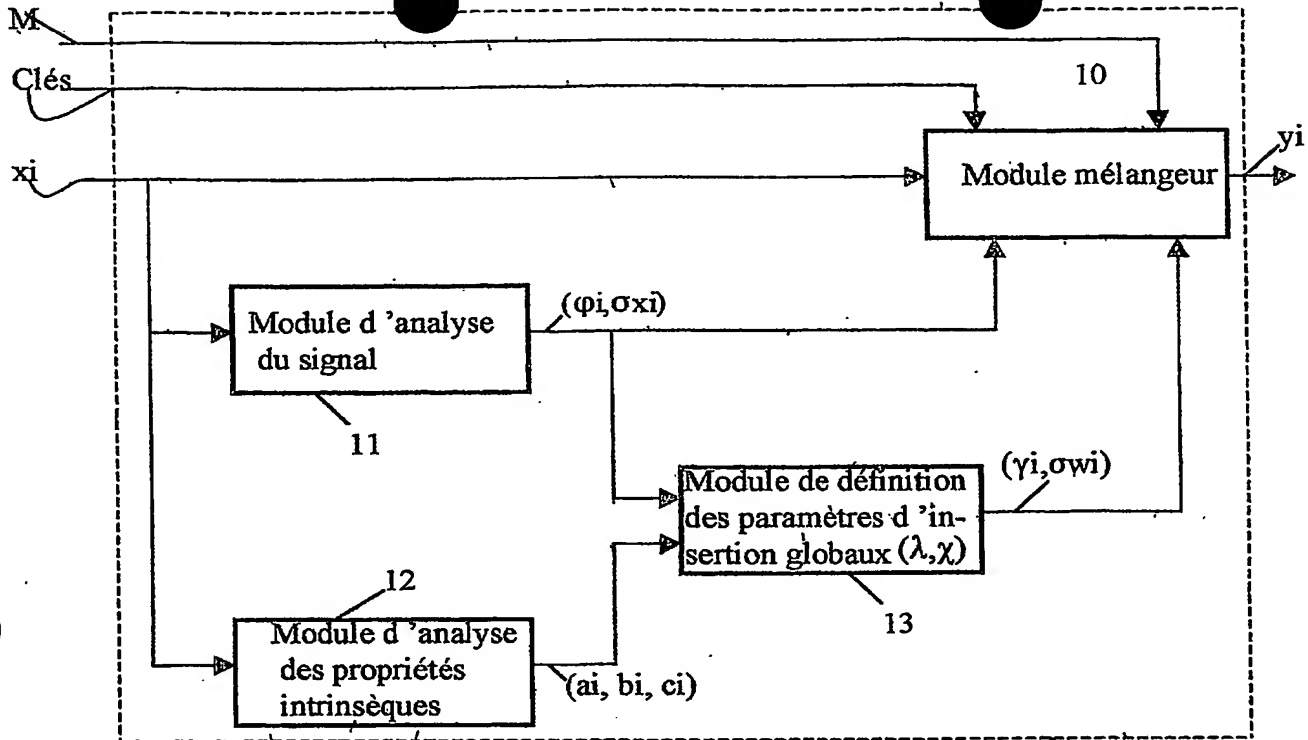 M
Clés
10
xi
yi
Module mélangeur
(φi,σxi)
Module d ’analyse
du signal
11
(γi,σwi)
Module de définition
des paramètres d ’in-
sertion globaux (λ,χ)
12
13
Module d ’analyse
des propriétés
intrinsèques
(ai, bi, ci)